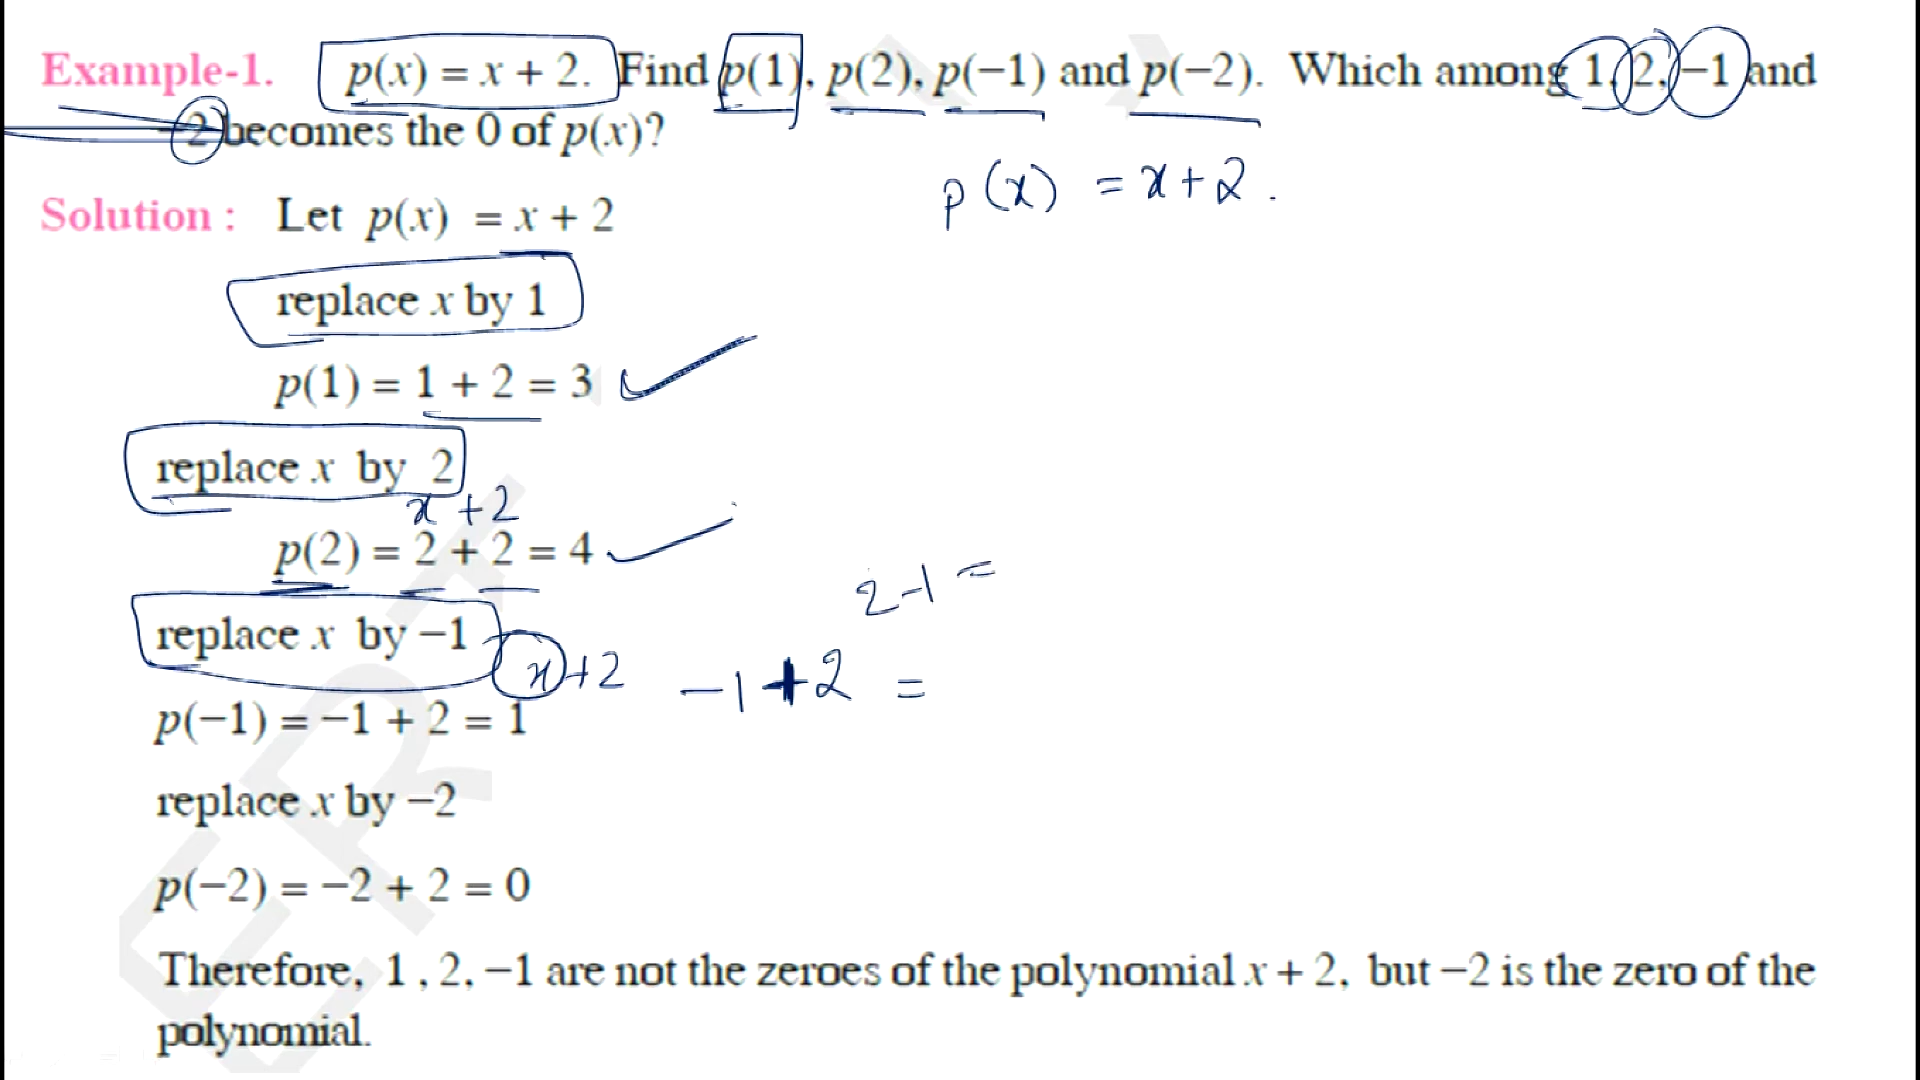 Example-1. p(x) = x + 2. Find p(1), p(2), p(−1) and p(−2). Which among 1, 2, −1 and
−2 becomes the 0 of p(x)?
p(x) = x+2.
Solution : Let p(x) = x + 2
replace x by 1
p(1) = 1 + 2 = 3
replace x by 2
x +2
p(2) = 2 + 2 = 4
2-1 =
replace x by −1
x+2 -1+2 =
p(−1) = −1 + 2 = 1
replace x by −2
p(−2) = −2 + 2 = 0
Therefore, 1 , 2, −1 are not the zeroes of the polynomial x + 2, but −2 is the zero of the
polynomial.